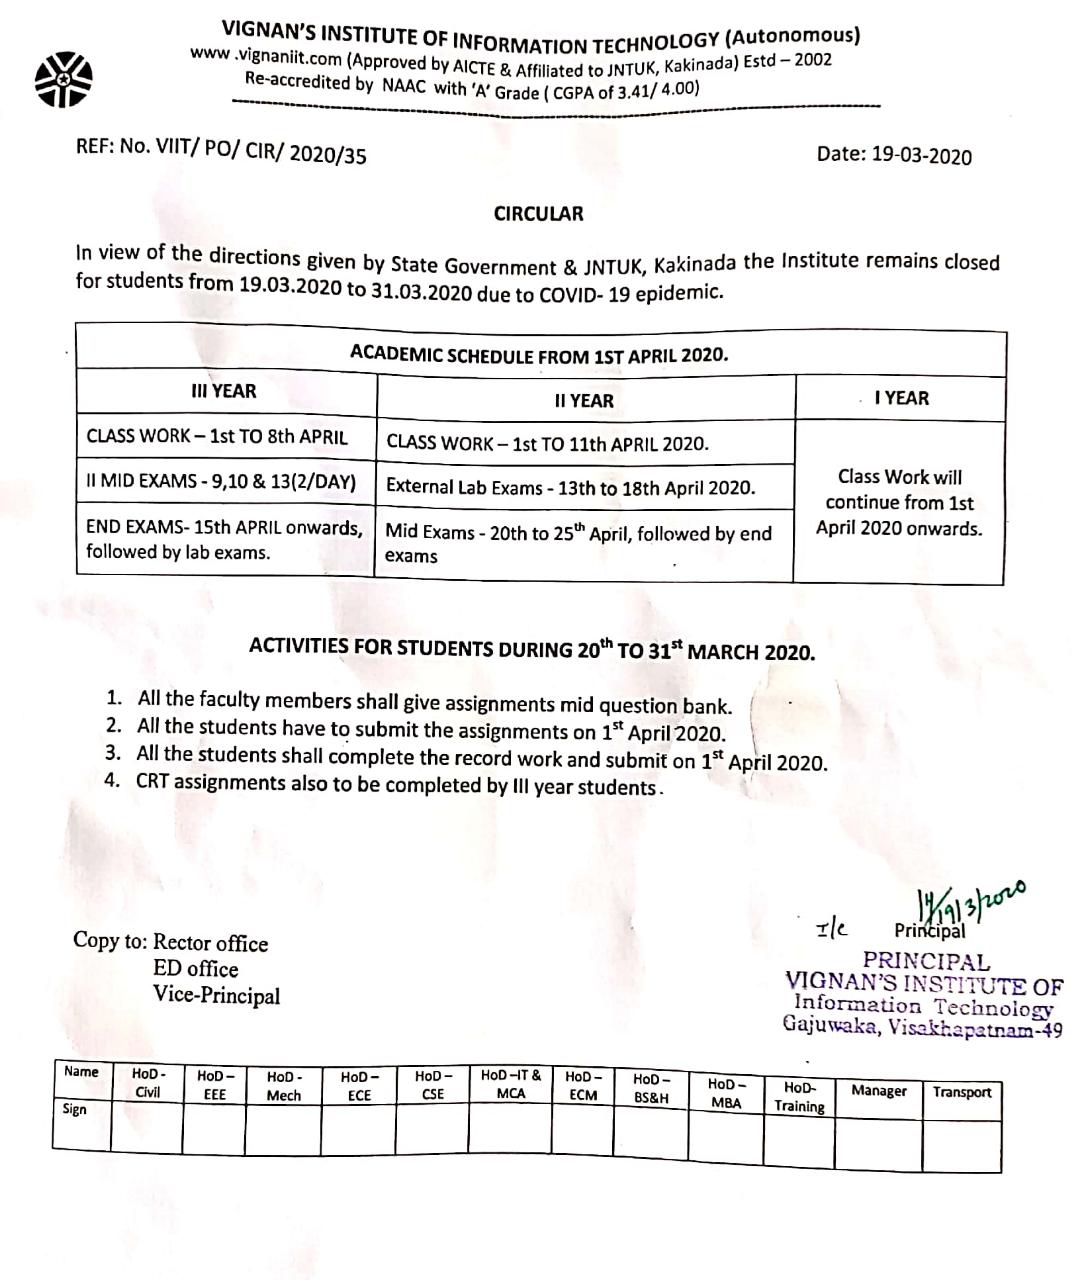 VIGNAN'S INSTITUTE OF INFORMATION TECHNOLOGY (Autonomous)
www .vignaniit.com (Approved by AICTE & Affiliated to JNTUK, Kakinada) Estd – 2002
Re-accredited by NAAC with 'A' Grade ( CGPA of 3.41/ 4.00)
REF: No. VIIT/ PO/ CIR/ 2020/35
Date: 19-03-2020
CIRCULAR
In view of the directions given by State Government & JNTUK, Kakinada the Institute remains closed
for students from 19.03.2020 to 31.03.2020 due to COVID- 19 epidemic.
ACADEMIC SCHEDULE FROM 1ST APRIL 2020.
III YEAR
II YEAR
I YEAR
CLASS WORK – 1st TO 8th APRIL
CLASS WORK – 1st TO 11th APRIL 2020.
Class Work will
continue from 1st
April 2020 onwards.
II MID EXAMS - 9,10 & 13(2/DAY)
External Lab Exams - 13th to 18th April 2020.
END EXAMS- 15th APRIL onwards,
followed by lab exams.
Mid Exams - 20th to 25th April, followed by end
exams
ACTIVITIES FOR STUDENTS DURING 20th TO 31st MARCH 2020.
1. All the faculty members shall give assignments mid question bank.
2. All the students have to submit the assignments on 1st April 2020.
3. All the students shall complete the record work and submit on 1st April 2020.
4. CRT assignments also to be completed by III year students.
19/3/2020
I/c
Principal
Copy to: Rector office
ED office
Vice-Principal
PRINCIPAL
VIGNAN'S INSTITUTE OF
Information Technology
Gajuwaka, Visakhapatnam-49
Name
HoD -
Civil
HoD –
EEE
HoD -
Mech
HoD –
ECE
HoD –
CSE
HoD –IT &
MCA
HoD –
ECM
HoD –
BS&H
HoD –
MBA
HoD-
Training
Manager
Transport
Sign